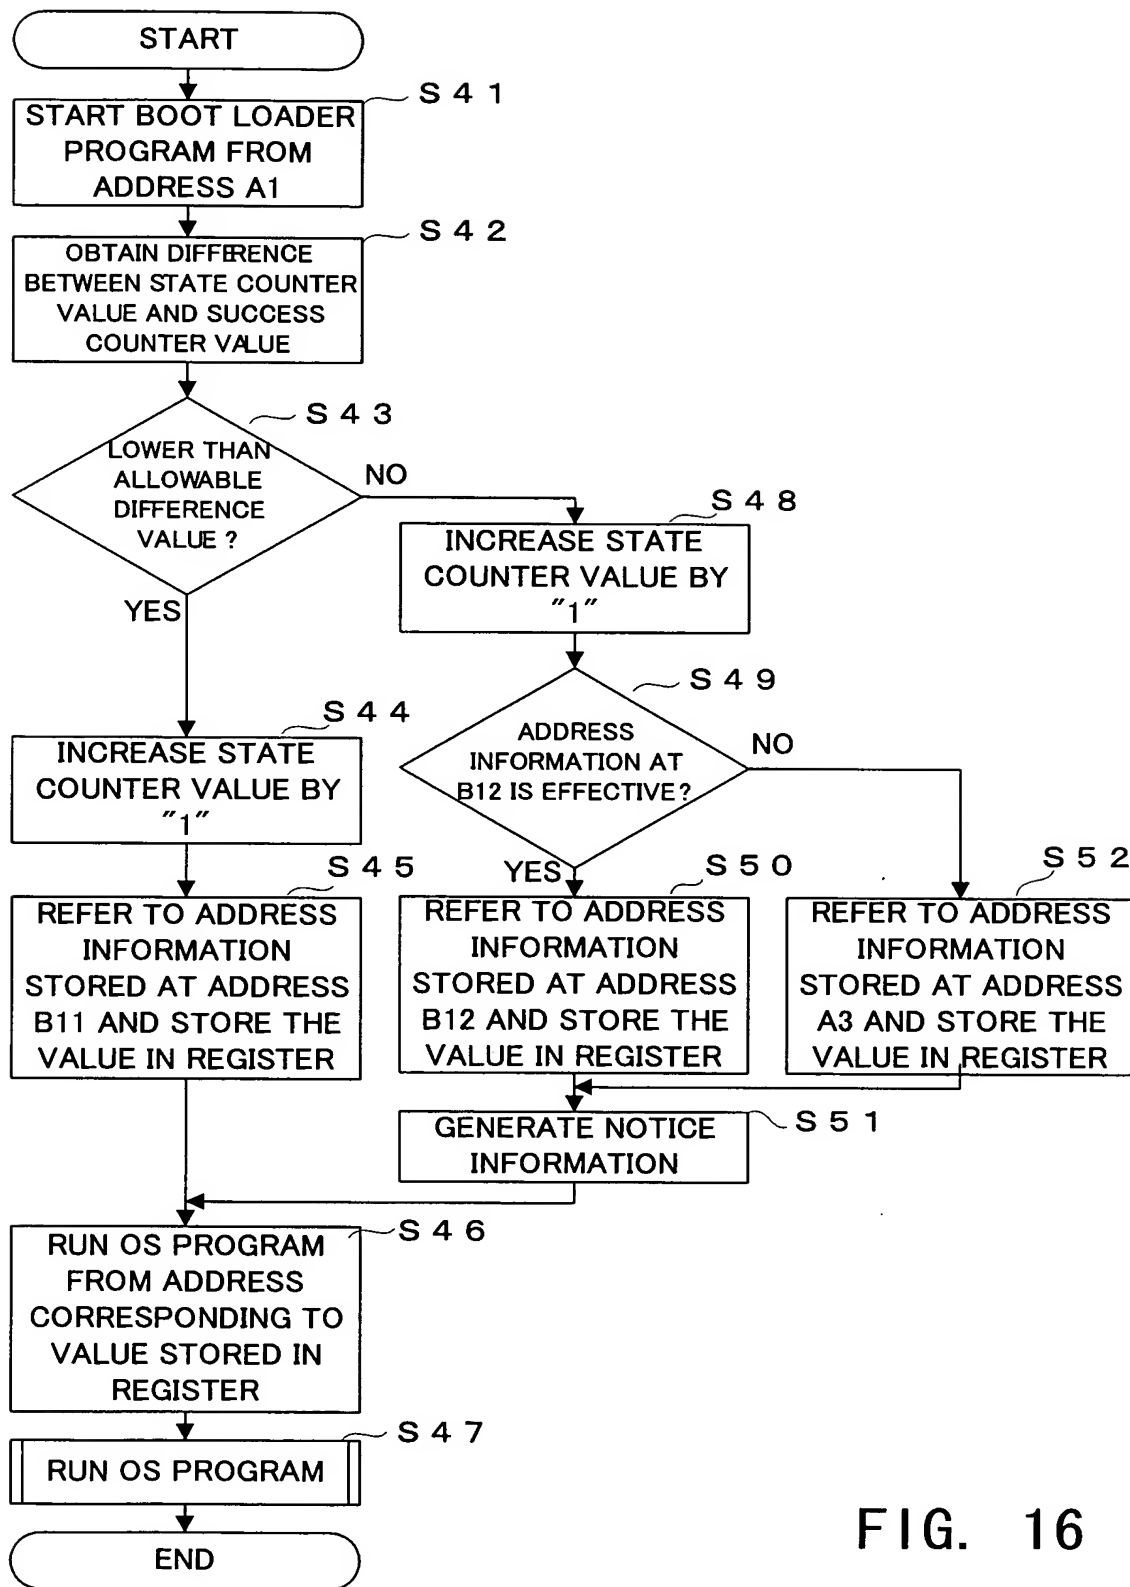 START
S41
START BOOT LOADER
PROGRAM FROM
ADDRESS A1
S42
OBTAIN DIFFERENCE
BETWEEN STATE COUNTER
VALUE AND SUCCESS
COUNTER VALUE
S43
LOWER THAN
ALLOWABLE
DIFFERENCE
VALUE ?
NO
YES
S48
INCREASE STATE
COUNTER VALUE BY
"1"
S49
ADDRESS
INFORMATION AT
B12 IS EFFECTIVE?
NO
YES
S44
INCREASE STATE
COUNTER VALUE BY
"1"
S45
REFER TO ADDRESS
INFORMATION
STORED AT ADDRESS
B11 AND STORE THE
VALUE IN REGISTER
S50
REFER TO ADDRESS
INFORMATION
STORED AT ADDRESS
B12 AND STORE THE
VALUE IN REGISTER
S52
REFER TO ADDRESS
INFORMATION
STORED AT ADDRESS
A3 AND STORE THE
VALUE IN REGISTER
S51
GENERATE NOTICE
INFORMATION
S46
RUN OS PROGRAM
FROM ADDRESS
CORRESPONDING TO
VALUE STORED IN
REGISTER
S47
RUN OS PROGRAM
END
FIG. 16